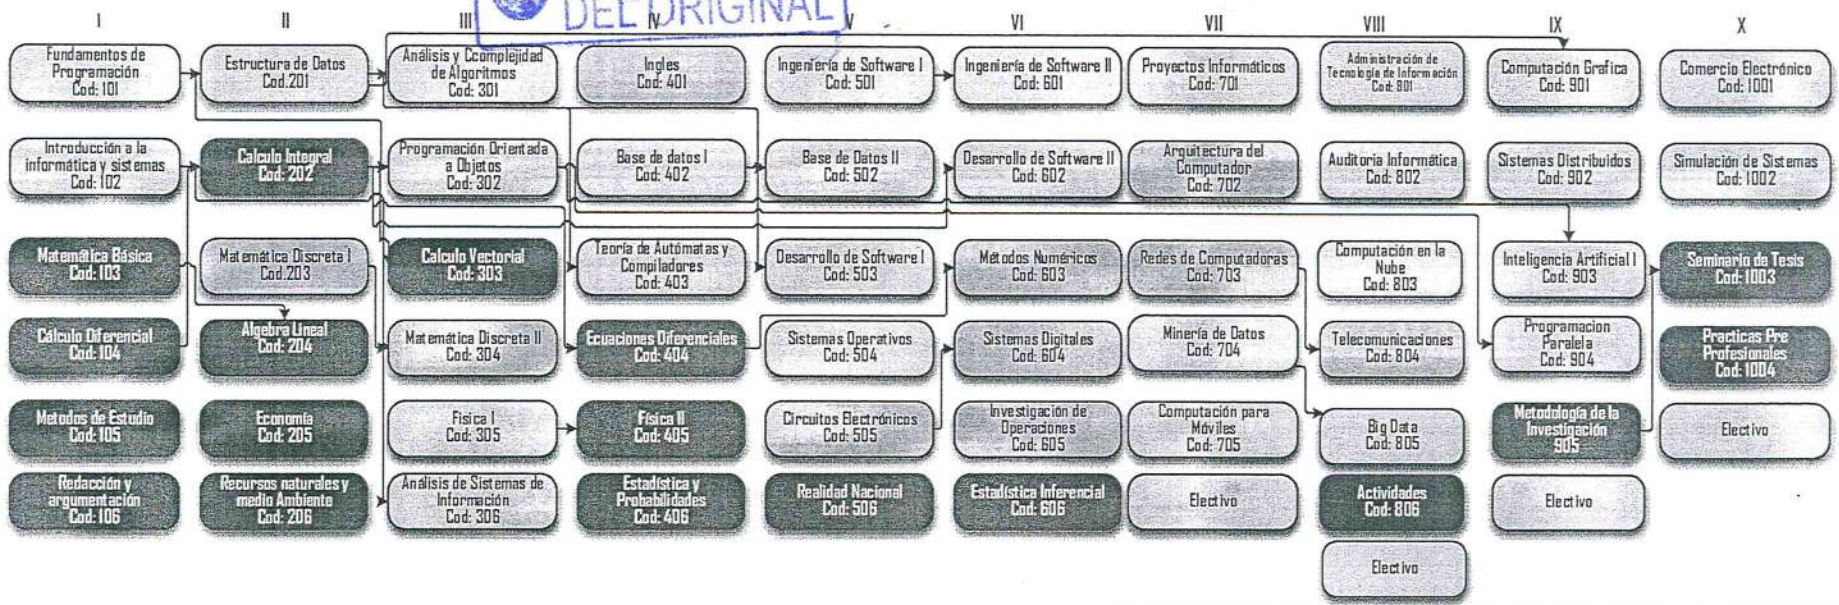 DEL ORIGINAL
I
II
III
IV
V
VI
VII
VIII
IX
X
Fundamentos de
Programación
Cod: 101
Estructura de Datos
Cod.201
Análisis y Ccomplejidad
de Algoritmos
Cod: 301
Ingles
Cod: 401
Ingeniería de Software I
Cod: 501
Ingeniería de Software II
Cod: 601
Proyectos Informáticos
Cod: 701
Administración de
Tecnología de Información
Cod: 801
Computación Grafica
Cod: 901
Comercio Electrónico
Cod: 1001
Introducción a la
informática y sistemas
Cod: 102
Calculo Integral
Cod: 202
Programación Orientada
a Objetos
Cod: 302
Base de datos I
Cod: 402
Base de Datos II
Cod: 502
Desarrollo de Software II
Cod: 602
Arquitectura del
Computador
Cod: 702
Auditoria Informática
Cod: 802
Sistemas Distribuidos
Cod: 902
Simulación de Sistemas
Cod: 1002
Matemática Básica
Cod: 103
Matemática Discreta I
Cod.203
Calculo Vectorial
Cod: 303
Teoría de Autómatas y
Compiladores
Cod: 403
Desarrollo de Software I
Cod: 503
Métodos Numéricos
Cod: 603
Redes de Computadoras
Cod: 703
Computación en la
Nube
Cod: 803
Inteligencia Artificial I
Cod: 903
Seminario de Tesis
Cod: 1003
Cálculo Diferencial
Cod: 104
Algebra Lineal
Cod: 204
Matemática Discreta II
Cod: 304
Ecuaciones Diferenciales
Cod: 404
Sistemas Operativos
Cod: 504
Sistemas Digitales
Cod: 604
Minería de Datos
Cod: 704
Telecomunicaciones
Cod: 804
Programacion
Paralela
Cod: 904
Practicas Pre
Profesionales
Cod: 1004
Metodos de Estudio
Cod: 105
Economía
Cod: 205
Física I
Cod: 305
Física II
Cod: 405
Circuitos Electrónicos
Cod: 505
Investigación de
Operaciones
Cod: 605
Computación para
Móviles
Cod: 705
Big Data
Cod: 805
Metodología de la
Investigación
905
Electivo
Redacción y
argumentación
Cod: 106
Recursos naturales y
medio Ambiente
Cod: 206
Análisis de Sistemas de
Información
Cod: 306
Estadística y
Probabilidades
Cod: 406
Realidad Nacional
Cod: 506
Estadística Inferencial
Cod: 606
Electivo
Actividades
Cod: 806
Electivo
Electivo